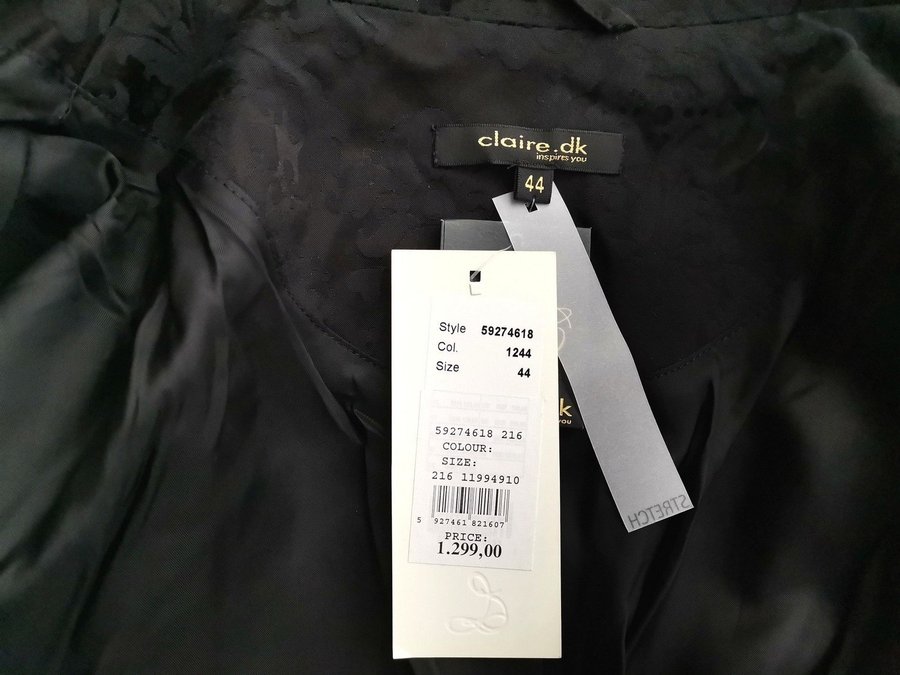 claire.dk
inspires you
44
Style 59274618
Col. 1244
Size 44
59274618 216
COLOUR:
SIZE:
216 11994910
5 927461 821607
PRICE:
1.299,00
k
you
STRETCH